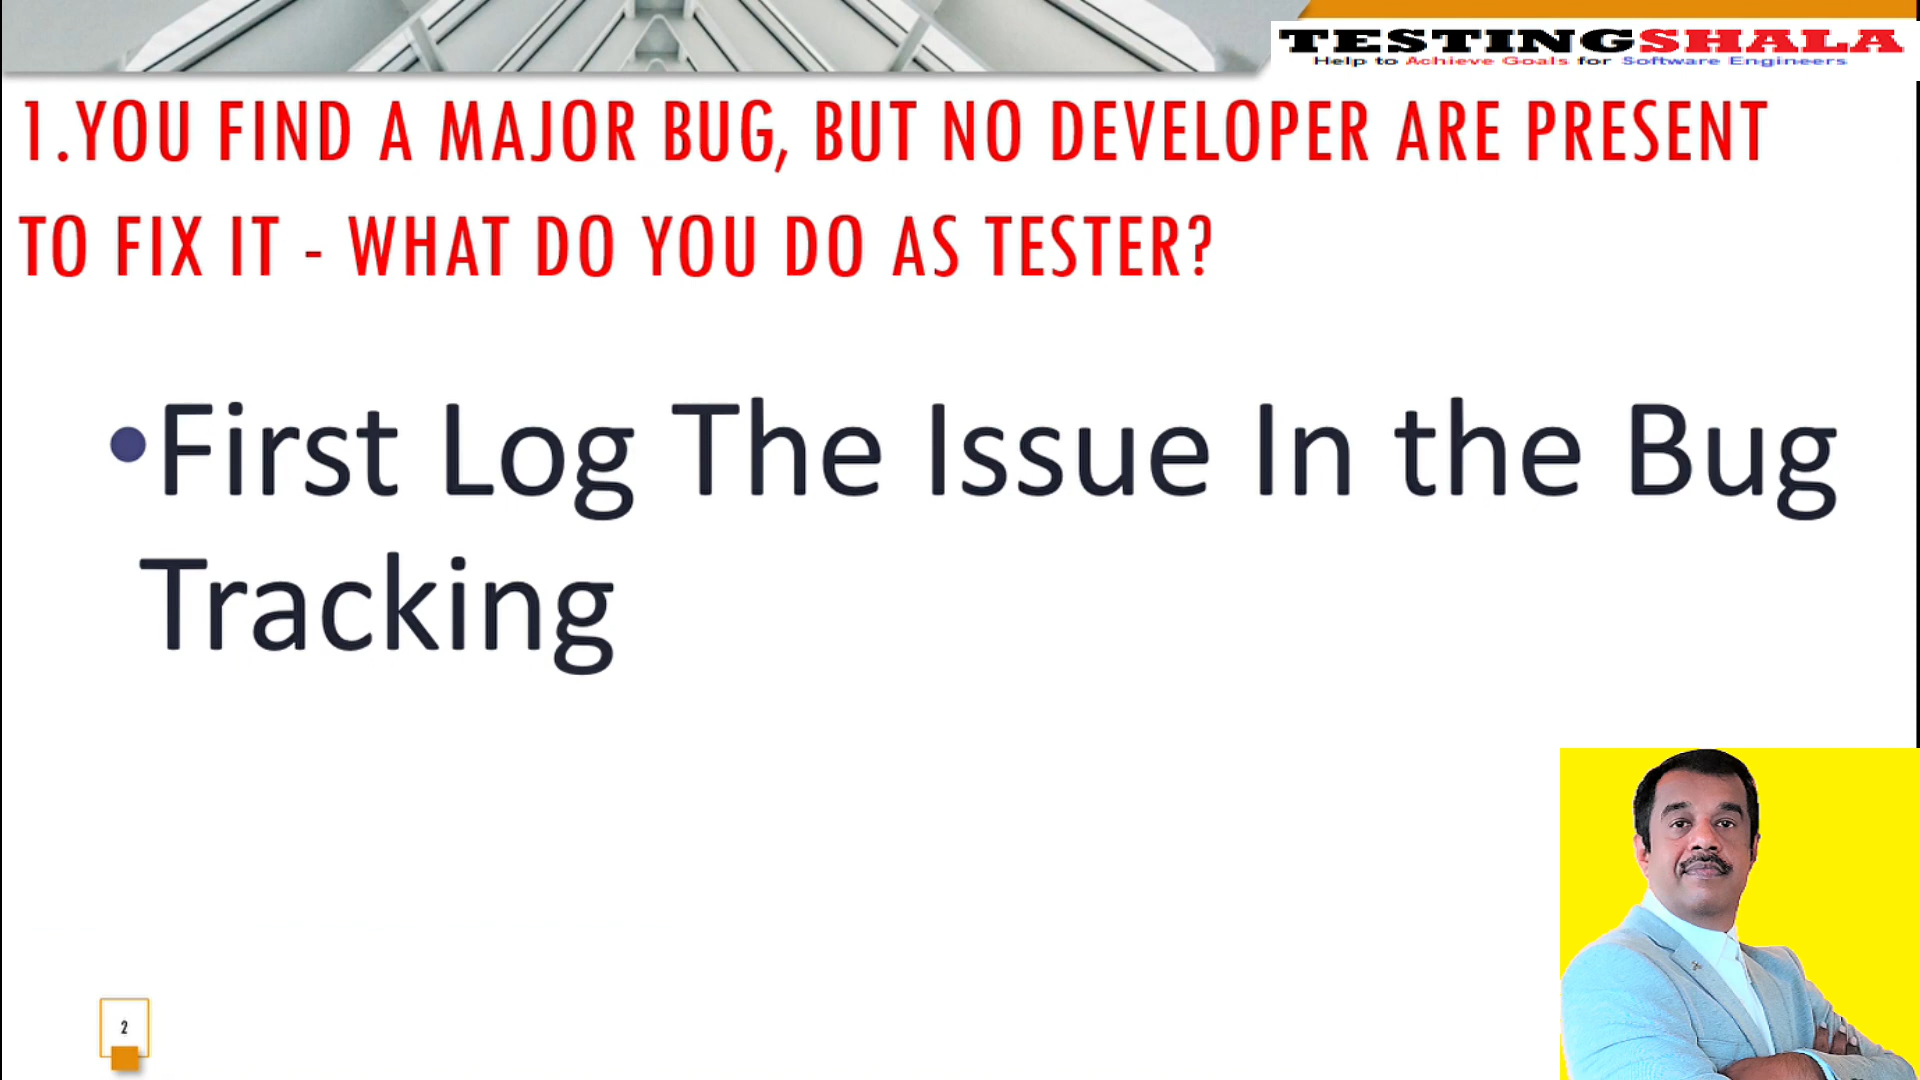 TESTINGSHALA
Help to Achieve Goals for Software Engineers
1.YOU FIND A MAJOR BUG, BUT NO DEVELOPER ARE PRESENT
TO FIX IT - WHAT DO YOU DO AS TESTER?
•First Log The Issue In the Bug
Tracking
2